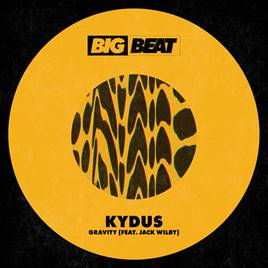 BIG BEAT
KYDUS
GRAVITY (FEAT. JACK WILBY)